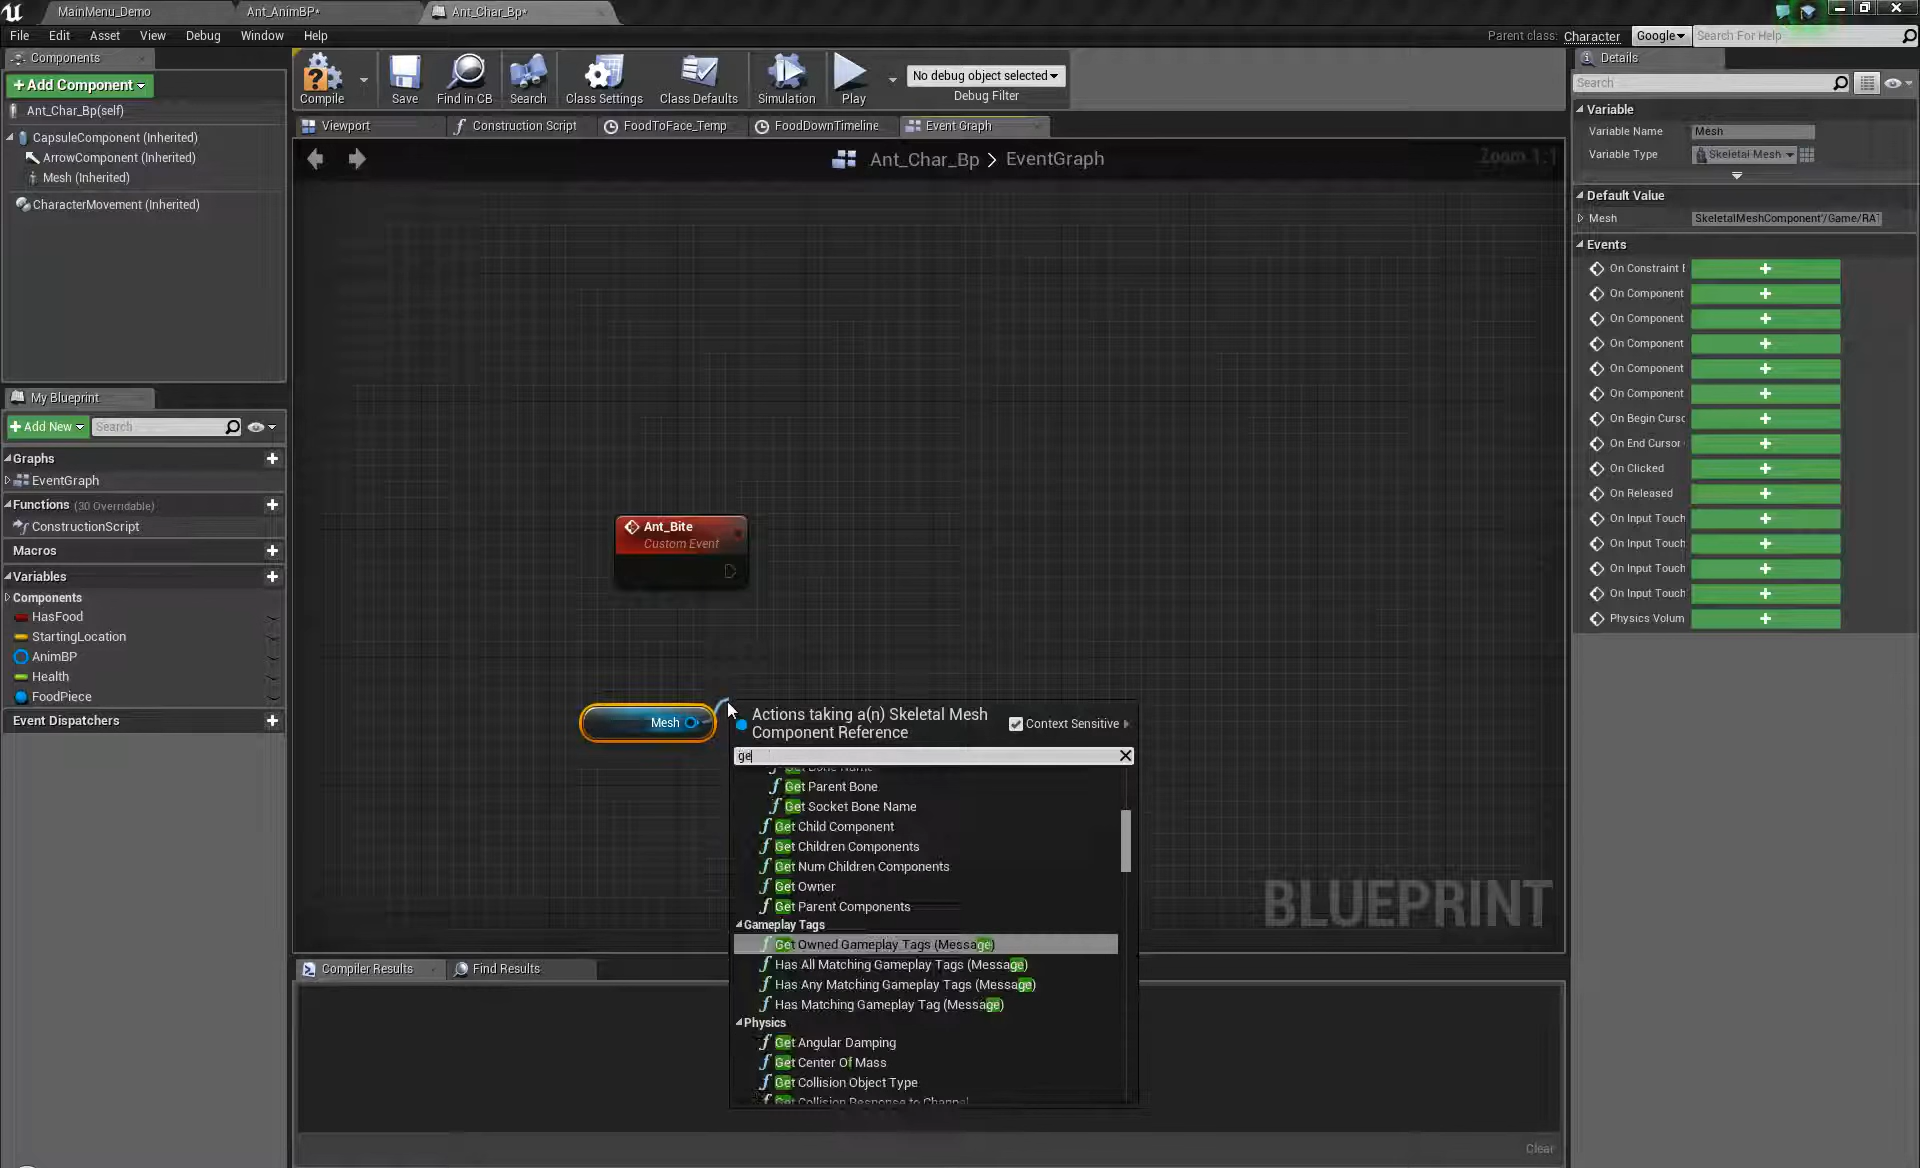 MainMenu_Demo
Ant_AnimBP*
Ant_Char_Bp*
File
Edit
Asset
View
Debug
Window
Help
Parent class: Character
Google
Search For Help
Components
+Add Component
Ant_Char_Bp(self)
CapsuleComponent (Inherited)
ArrowComponent (Inherited)
Mesh (Inherited)
CharacterMovement (Inherited)
Compile
Save
Find in CB
Search
Class Settings
Class Defaults
Simulation
Play
No debug object selected
Debug Filter
Viewport
Construction Script
FoodToFace_Temp
FoodDownTimeline
Event Graph
Ant_Char_Bp > EventGraph
Zoom 1:1
My Blueprint
+Add New
Search
Graphs
EventGraph
Functions (30 Overridable)
ConstructionScript
Macros
Variables
Components
HasFood
StartingLocation
AnimBP
Health
FoodPiece
Event Dispatchers
Ant_Bite
Custom Event
Mesh
Actions taking a(n) Skeletal Mesh
Component Reference
Context Sensitive
ge
Get Bone Name
Get Parent Bone
Get Socket Bone Name
Get Child Component
Get Children Components
Get Num Children Components
Get Owner
Get Parent Components
Gameplay Tags
Get Owned Gameplay Tags (Message)
Has All Matching Gameplay Tags (Message)
Has Any Matching Gameplay Tags (Message)
Has Matching Gameplay Tag (Message)
Physics
Get Angular Damping
Get Center Of Mass
Get Collision Object Type
Get Collision Response to Channel
BLUEPRINT
Compiler Results
Find Results
Clear
Details
Search
Variable
Variable Name
Mesh
Variable Type
Skeletal Mesh
Default Value
Mesh
SkeletalMeshComponent'/Game/RA
Events
On Constraint
On Component
On Component
On Component
On Component
On Component
On Begin Curso
On End Cursor
On Clicked
On Released
On Input Touch
On Input Touch
On Input Touch
On Input Touch
Physics Volum